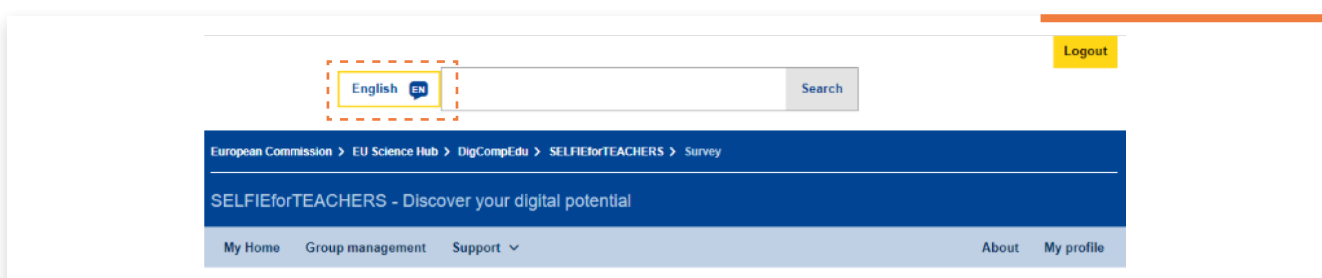 Logout
English EN
Search
European Commission > EU Science Hub > DigCompEdu > SELFIEforTEACHERS > Survey
SELFIEforTEACHERS - Discover your digital potential
My Home Group management Support About My profile